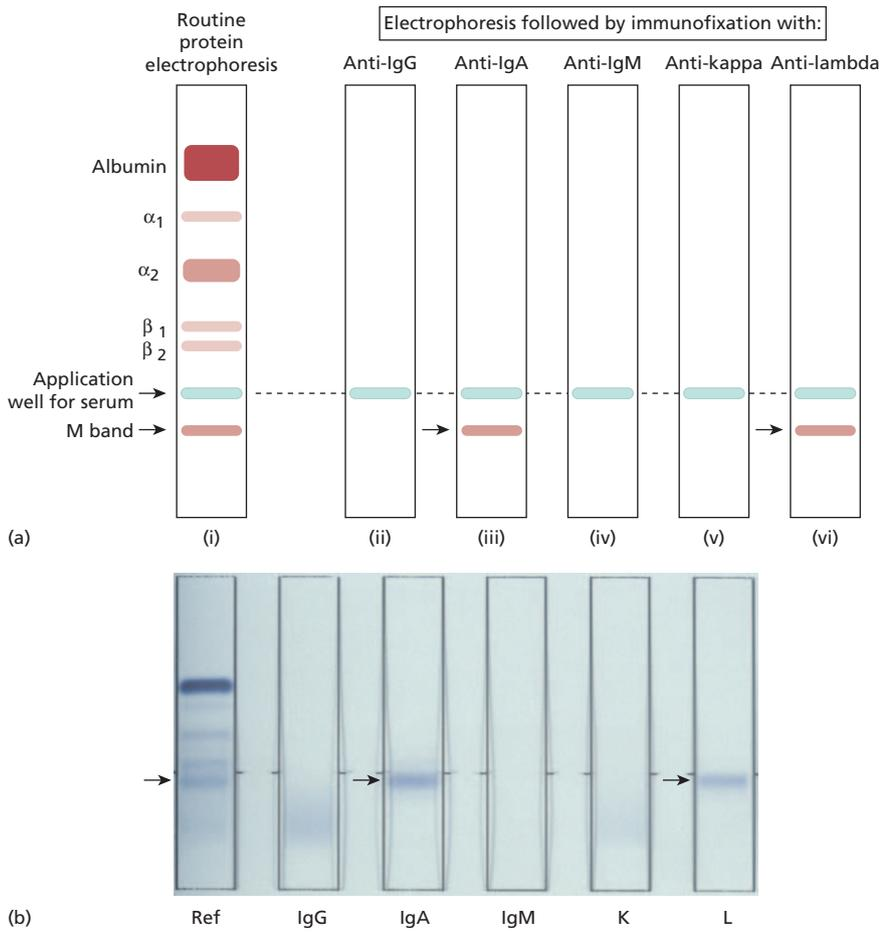 Routine
protein
electrophoresis
Electrophoresis followed by immunofixation with:
Anti-IgG Anti-IgA Anti-IgM Anti-kappa Anti-lambda
Albumin
α1
α2
β1
β2
Application
well for serum
M band
(a) (i) (ii) (iii) (iv) (v) (vi)
(b) Ref IgG IgA IgM K L